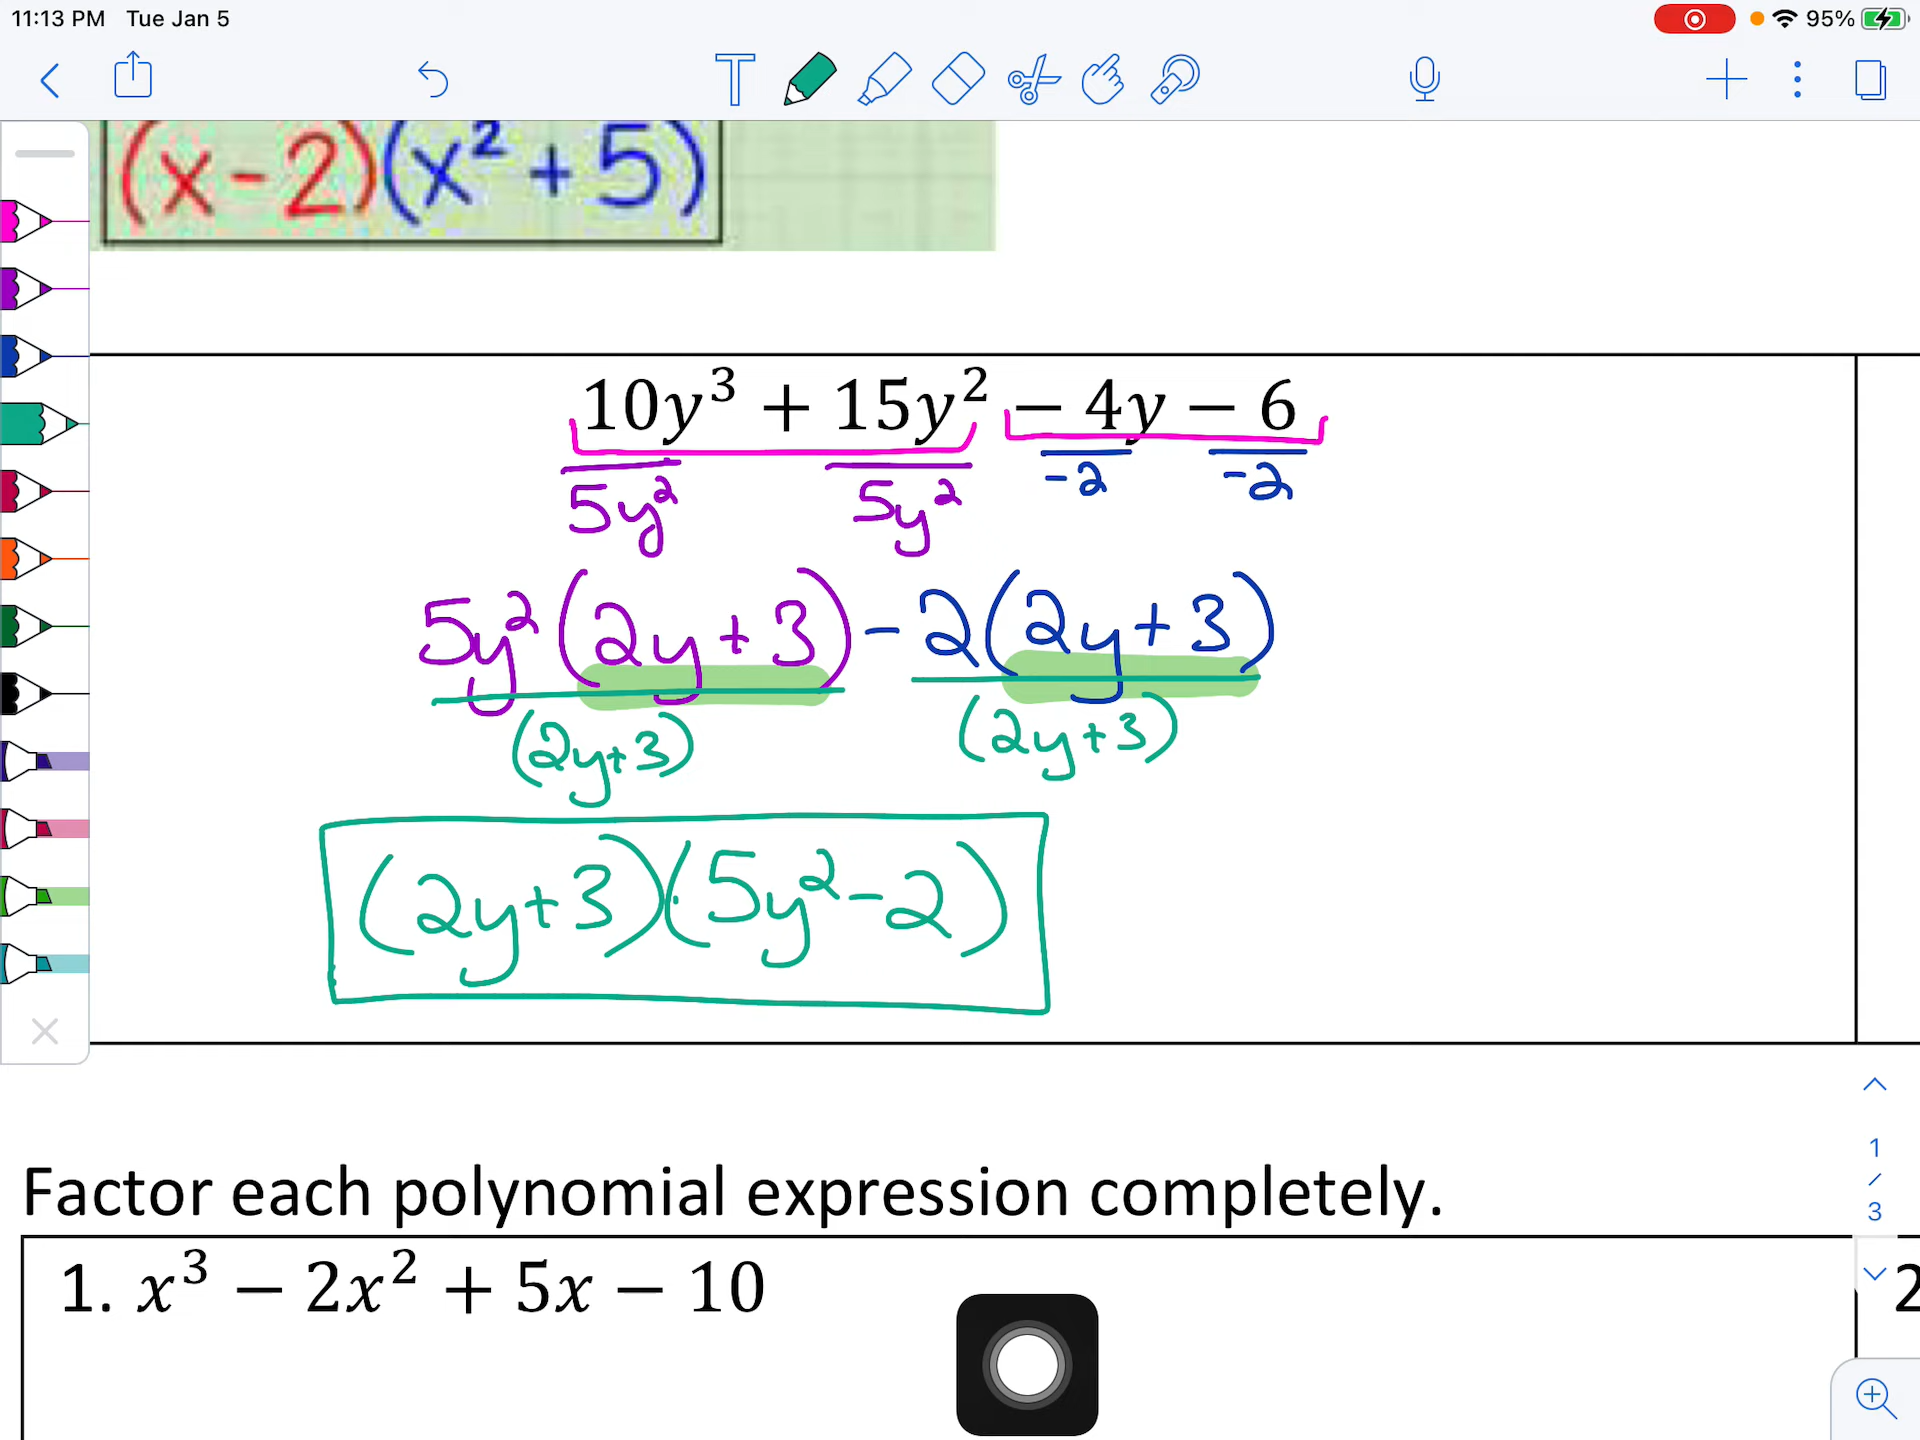 11:13 PM Tue Jan 5 95%
(x-2)(x²+5)
10y³ + 15y² − 4y − 6
5y² 5y² -2 -2
5y²(2y+3) -2(2y+3)
(2y+3) (2y+3)
(2y+3)(5y²-2)
1
/
3
Factor each polynomial expression completely.
1. x³ − 2x² + 5x − 10
2